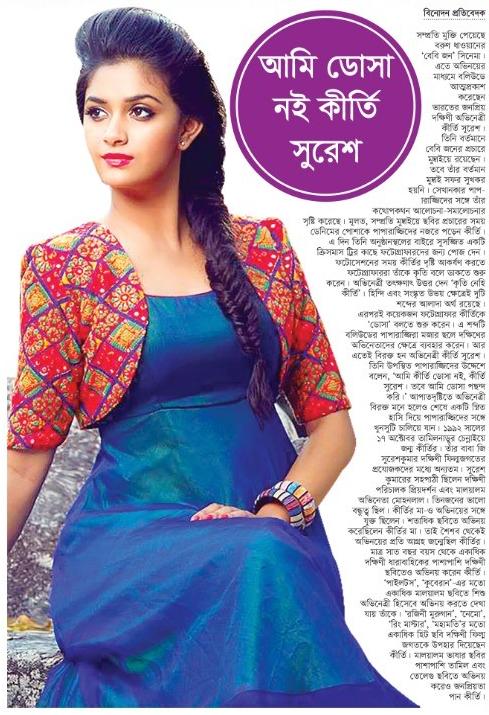 বিনোদন প্রতিবেদক
আমি ডোসা
নই কীর্তি
সুরেশ
সম্প্রতি মুক্তি পেয়েছে
বরুণ ধাওয়ানের
'বেবি জন' সিনেমা।
এতে অভিনয়ের
মাধ্যমে বলিউডে
আত্মপ্রকাশ
করেছেন
ভারতের জনপ্রিয়
দক্ষিণী অভিনেত্রী
কীর্তি সুরেশ।
তিনি বর্তমানে
বেবি জনের প্রচারে
মুম্বাইয়ে রয়েছেন।
তবে তাঁর বর্তমান
মুম্বই সফর সুখকর
হয়নি। সেখানকার পাপ-
ারাজ্জিদের সঙ্গে তাঁর
কথোপকথন আলোচনা-সমালোচনার
সৃষ্টি করেছে। মূলত, সম্প্রতি মুম্বইয়ে ছবির প্রচারের সময়
ডেনিমের পোশাকে পাপারাজ্জিদের নজরে পড়েন কীর্তি।
এ দিন তিনি অনুষ্ঠানস্থলের বাইরে সুসজ্জিত একটি
ক্রিসমাস ট্রির কাছে ফটোগ্রাফারদের জন্য পোজ দেন।
ফটোসেশনের সময় কীর্তির দৃষ্টি আকর্ষণ করতে
ফটোগ্রাফাররা তাঁকে কৃতি বলে ডাকতে শুরু
করেন। অভিনেত্রী তৎক্ষণাৎ উত্তর দেন 'কৃতি নেহি
কীর্তি'। হিন্দি এবং সংস্কৃত উভয় ক্ষেত্রেই দুটি
শব্দের আলাদা অর্থ রয়েছে।
এরপরই কয়েকজন ফটোগ্রাফার কীর্তিকে
'ডোসা' বলতে শুরু করেন। এ শব্দটি
বলিউডের পাপারাজ্জিরা মজার ছলে দক্ষিণের
অভিনেতাদের ক্ষেত্রে ব্যবহার করেন। আর
এতেই বিরক্ত হন অভিনেত্রী কীর্তি সুরেশ।
তিনি উপস্থিত পাপারাজ্জিদের উদ্দেশে
বলেন, 'আমি কীর্তি ডোসা নই, কীর্তি
সুরেশ। তবে আমি ডোসা পছন্দ
করি।' আপাতদৃষ্টিতে অভিনেত্রী
বিরক্ত মনে হলেও শেষে একটি স্মিত
হাসি দিয়ে পাপারাজ্জিদের সঙ্গে
খুনসুটি চালিয়ে যান। ১৯৯২ সালের
১৭ অক্টোবর তামিলনাড়ুর চেন্নাইয়ে
জন্ম কীর্তির। তাঁর বাবা জি
সুরেশকুমার দক্ষিণী ফিল্মজগতের
প্রযোজকদের মধ্যে অন্যতম। সুরেশ
কুমারের সহপাঠী ছিলেন দক্ষিণী
পরিচালক প্রিয়দর্শন এবং মালয়ালম
অভিনেতা মোহনলাল। তিনজনের ভালো
বন্ধুত্ব ছিল। কীর্তির মা-ও অভিনয়ের সঙ্গে
যুক্ত ছিলেন। শতাধিক ছবিতে অভিনয়
করেছিলেন কীর্তির মা। তাই শৈশব থেকেই
অভিনয়ের প্রতি আগ্রহ জন্মেছিল কীর্তির।
মাত্র সাত বছর বয়স থেকে একাধিক
দক্ষিণী ধারাবাহিকের পাশাপাশি দক্ষিণী
ছবিতেও অভিনয় করেন কীর্তি।
'পাইলটস', 'কুবেরান'-এর মতো
একাধিক মালয়ালম ছবিতে শিশু
অভিনেত্রী হিসেবে অভিনয় করতে দেখা
যায় তাঁকে। 'রজিনী মুরুগান', 'নেমো',
'রিং মাস্টার', 'মহামতি'র মতো
একাধিক হিট ছবি দক্ষিণী ফিল্ম
জগতকে উপহার দিয়েছেন
কীর্তি। মালয়ালম ভাষার ছবির
পাশাপাশি তামিল এবং
তেলেগু ছবিতে অভিনয়
করেও জনপ্রিয়তা
পান কীর্তি।